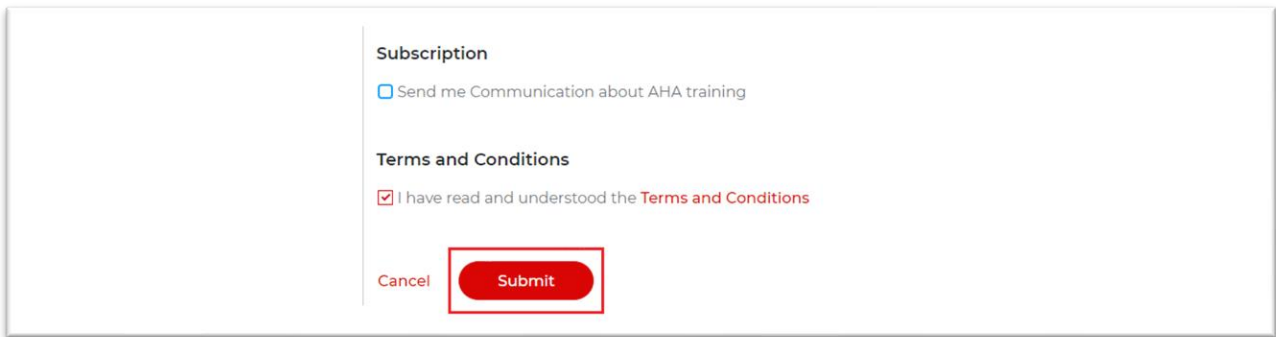 Subscription
Send me Communication about AHA training
Terms and Conditions
I have read and understood the Terms and Conditions
Cancel Submit